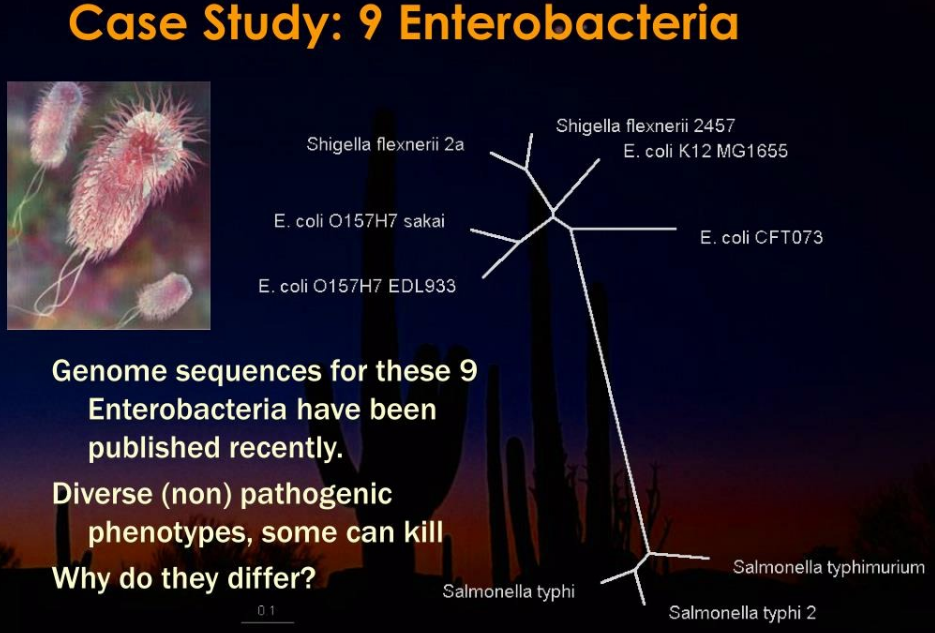 Case Study: 9 Enterobacteria
Shigella flexnerii 2457
Shigella flexnerii 2a
E. coli K12 MG1655
E. coli O157H7 sakai
E. coli CFT073
E. coli O157H7 EDL933
Genome sequences for these 9
Enterobacteria have been
published recently.
Diverse (non) pathogenic
phenotypes, some can kill
Why do they differ?
Salmonella typhimurium
Salmonella typhi
Salmonella typhi 2
0.1